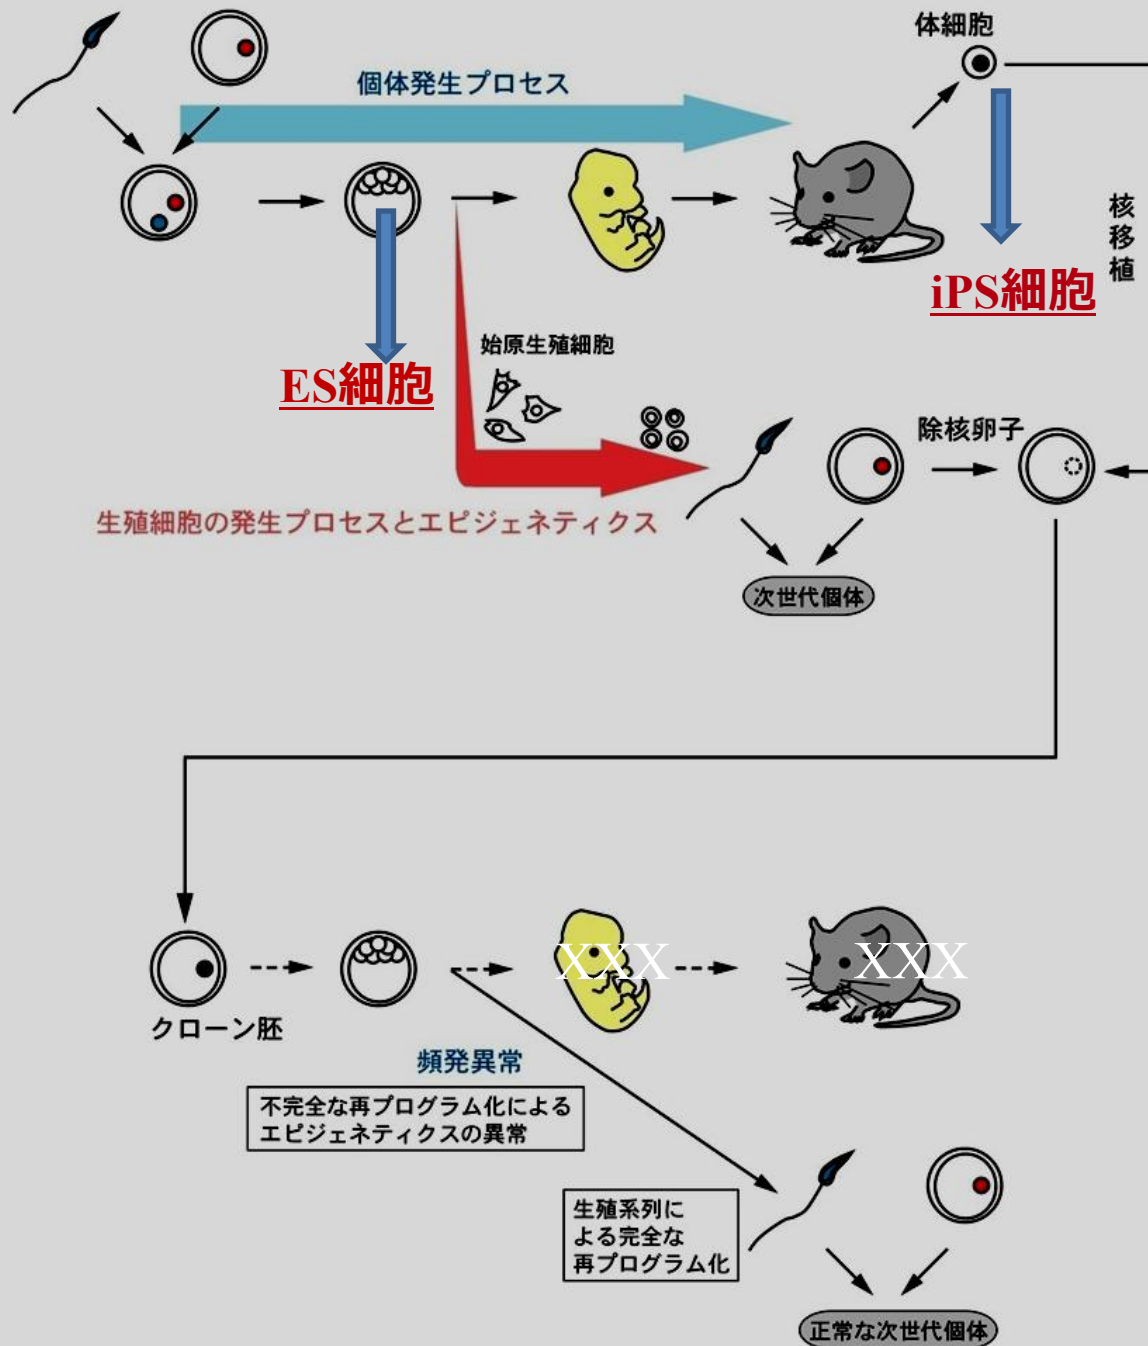 体細胞
個体発生プロセス
核移植
iPS細胞
ES細胞
始原生殖細胞
除核卵子
生殖細胞の発生プロセスとエピジェネティクス
次世代個体
XXX
XXX
クローン胚
頻発異常
不完全な再プログラム化による
エピジェネティクスの異常
生殖系列に
よる完全な
再プログラム化
正常な次世代個体